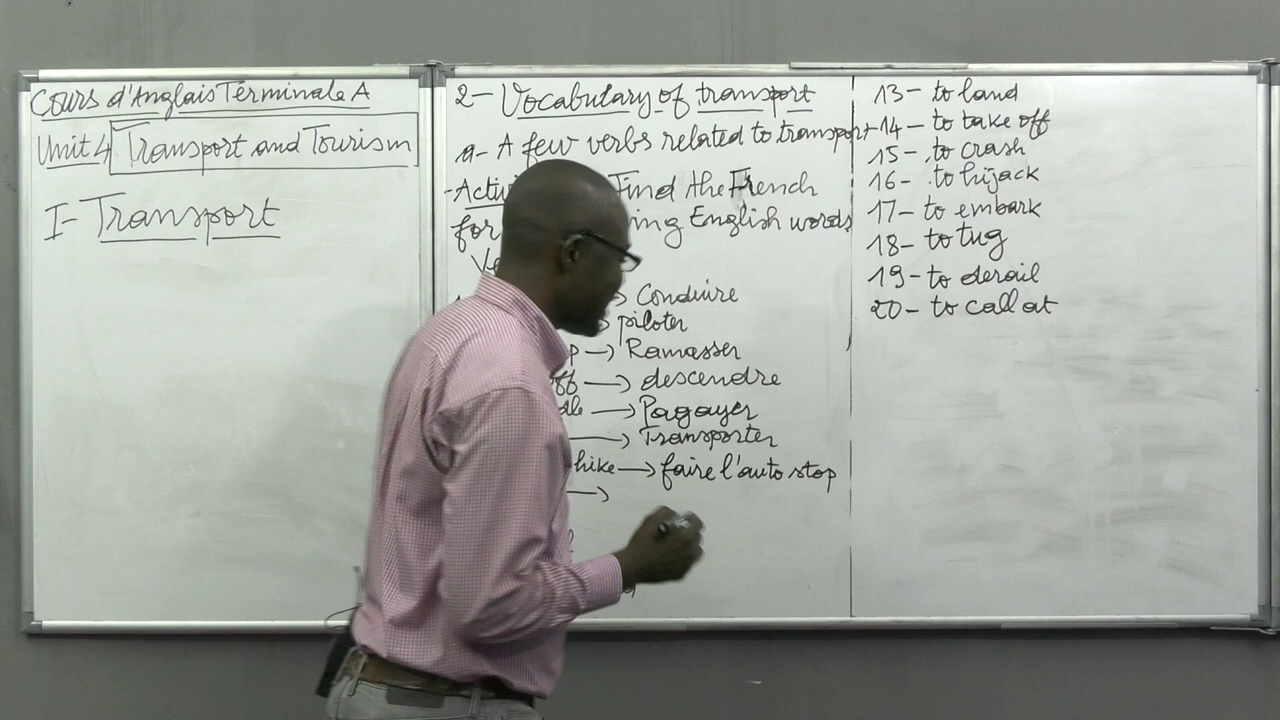 Cours d'Anglais Terminale A
Unit 4 Transport and Tourism
I- Transport
2- Vocabulary of transport
a- A few verbs related to transport
- Find the French
for English words
→ Conduire
→ piloter
→ Ramasser
→ descendre
→ Pagayer
→ Transporter
hike → faire l'auto stop
→
13- to land
14- to take off
15- to crash
16- to hijack
17- to embark
18- to tug
19- to derail
20- to call at